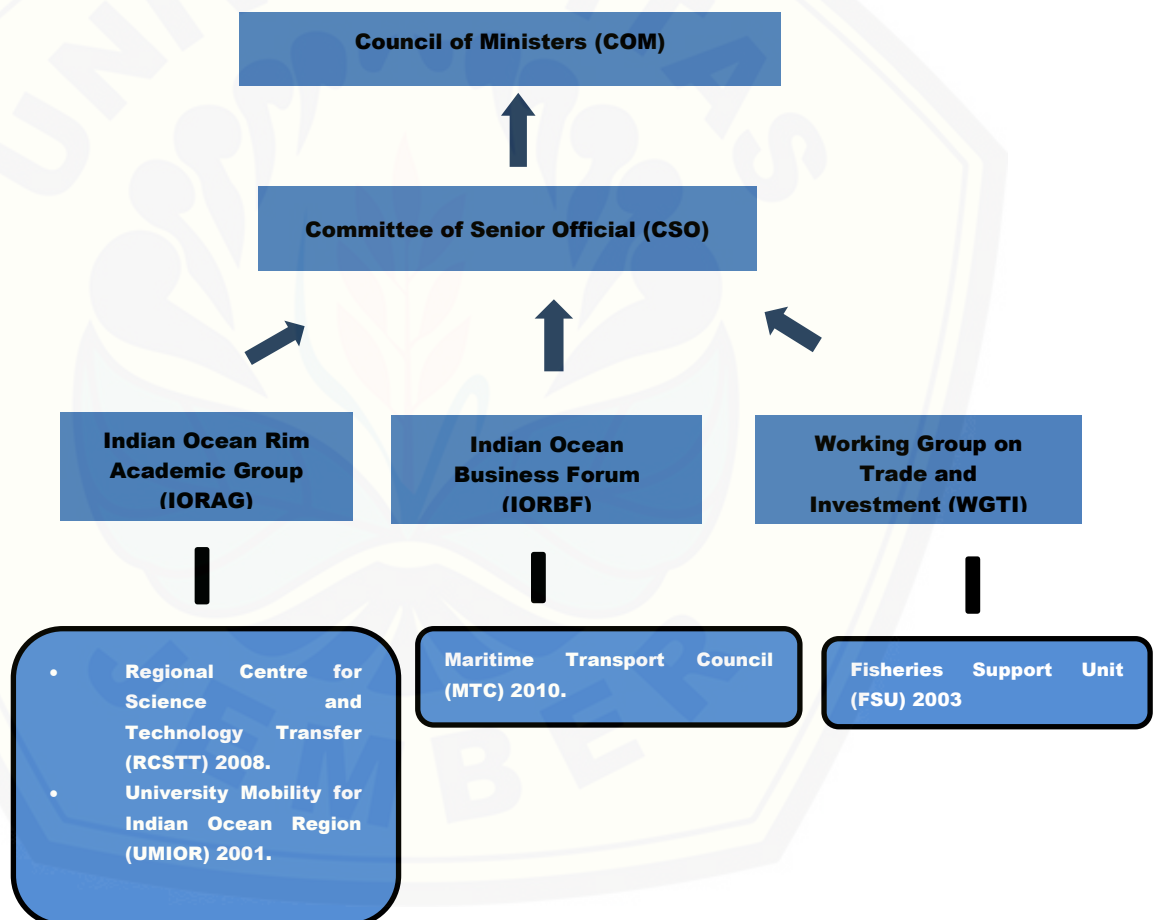 Council of Ministers (COM)
Committee of Senior Official (CSO)
Indian Ocean Rim
Academic Group
(IORAG)
Indian Ocean
Business Forum
(IORBF)
Working Group on
Trade and
Investment (WGTI)
• Regional Centre for
Science and
Technology Transfer
(RCSTT) 2008.
• University Mobility for
Indian Ocean Region
(UMIOR) 2001.
Maritime Transport Council
(MTC) 2010.
Fisheries Support Unit
(FSU) 2003